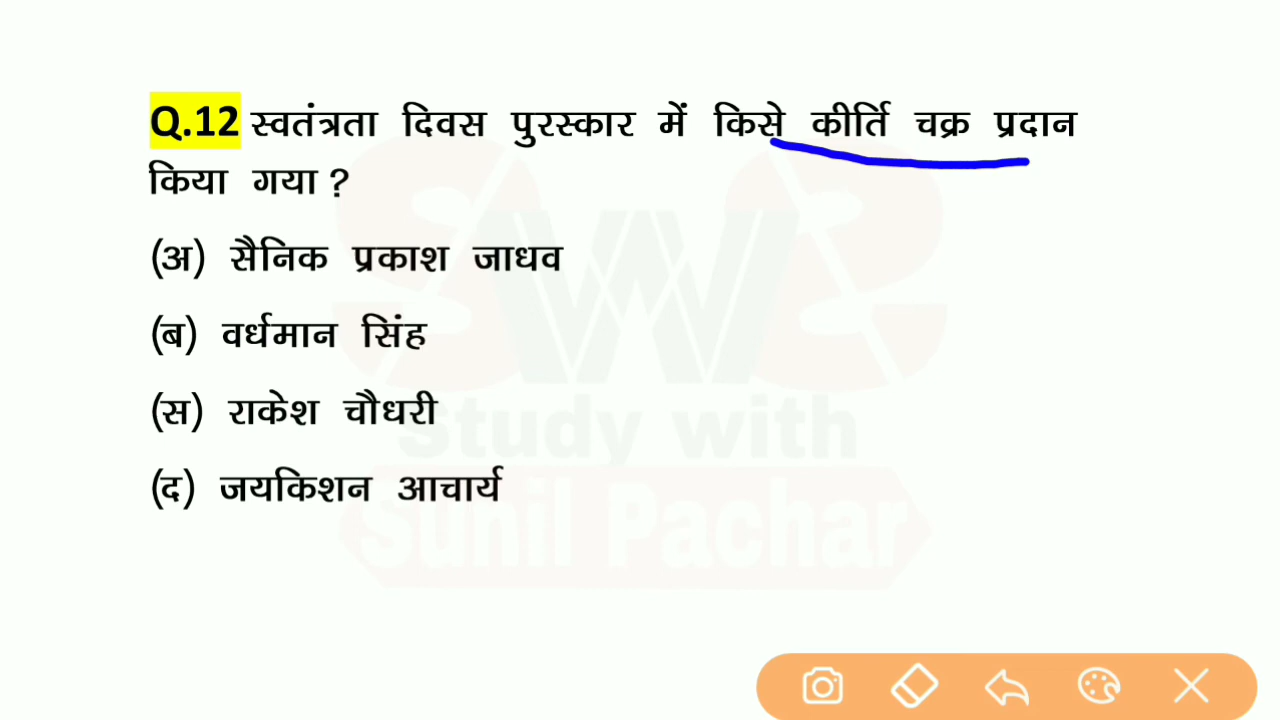 Q.12 स्वतंत्रता दिवस पुरस्कार में किसे कीर्ति चक्र प्रदान
किया गया ?
(अ) सैनिक प्रकाश जाधव
(ब) वर्धमान सिंह
(स) राकेश चौधरी
(द) जयकिशन आचार्य
SWS
Study with
Sunil Pachar